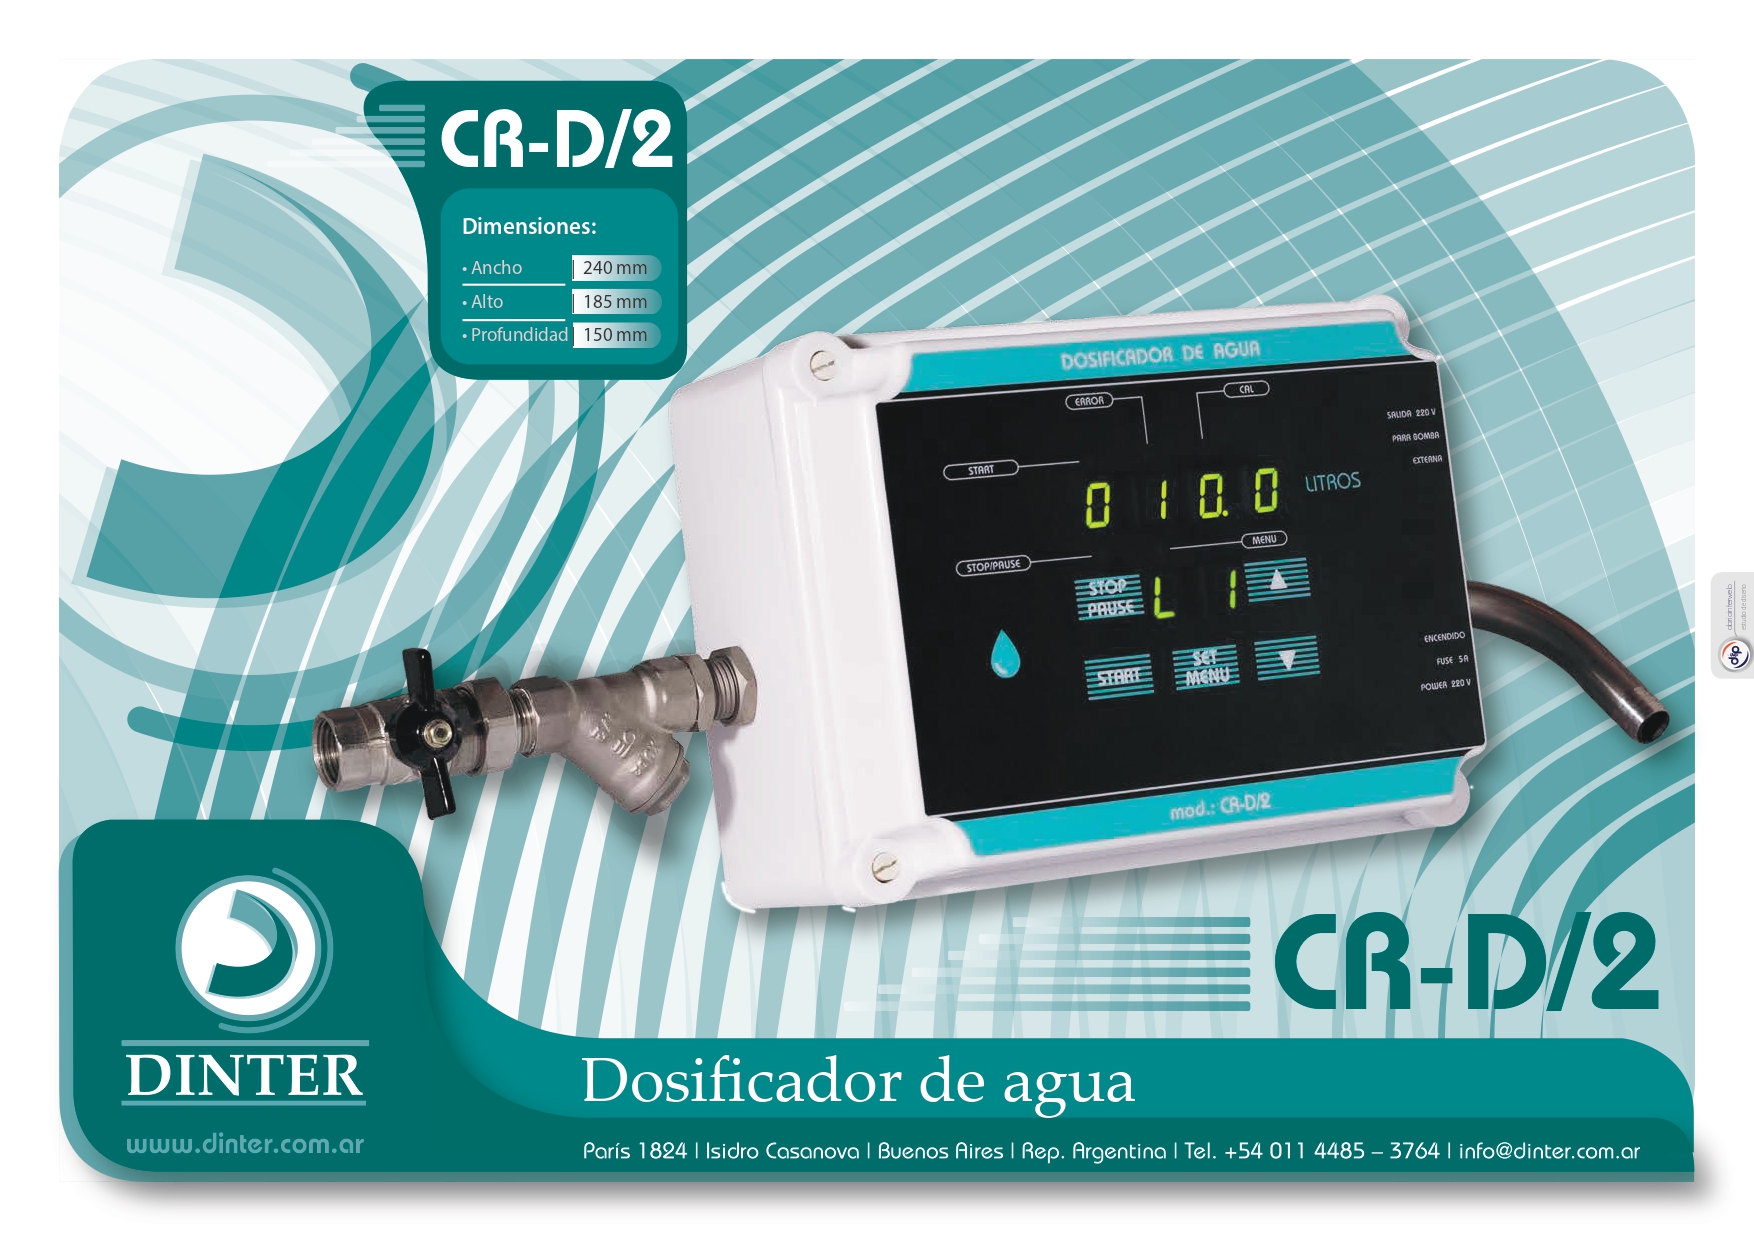 CR-D/2
Dimensiones:
• Ancho 240 mm
• Alto 185 mm
• Profundidad 150 mm
DOSIFICADOR DE AGUA
ERROR
CAL
START
010.0 LITROS
SALIDA 220 V
PARA BOMBA
EXTERNA
STOP/PAUSE
MENU
STOP
PAUSE
L 1
START
SET
MENU
ENCENDIDO
FUSE 5A
POWER 220 V
mod.: CR-D/2
CR-D/2
DINTER
www.dinter.com.ar
Dosificador de agua
París 1824 | Isidro Casanova | Buenos Aires | Rep. Argentina | Tel. +54 011 4485 – 3764 | info@dinter.com.ar
dip